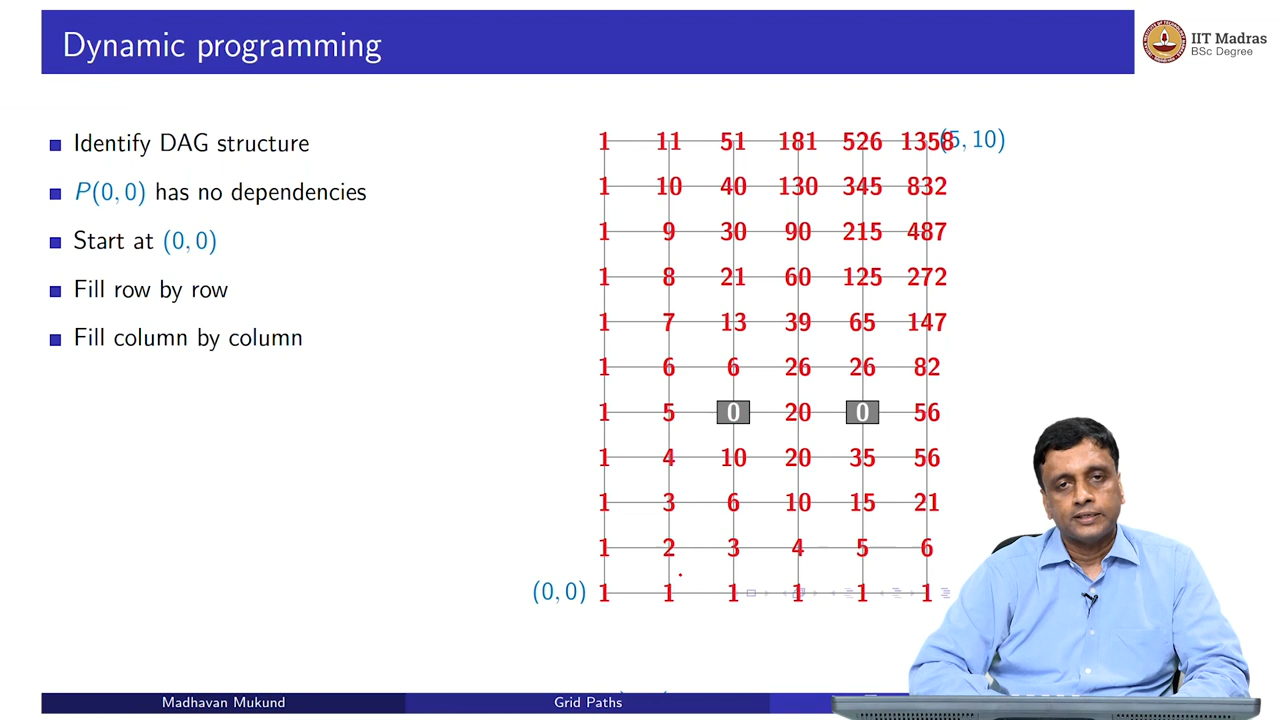 Dynamic programming
IIT Madras
BSc Degree
Identify DAG structure
P(0, 0) has no dependencies
Start at (0, 0)
Fill row by row
Fill column by column
1 11 51 181 526 1358 (5, 10)
1 10 40 130 345 832
1 9 30 90 215 487
1 8 21 60 125 272
1 7 13 39 65 147
1 6 6 26 26 82
1 5 0 20 0 56
1 4 10 20 35 56
1 3 6 10 15 21
1 2 3 4 5 6
(0, 0) 1 1 1 1 1 1
Madhavan Mukund
Grid Paths